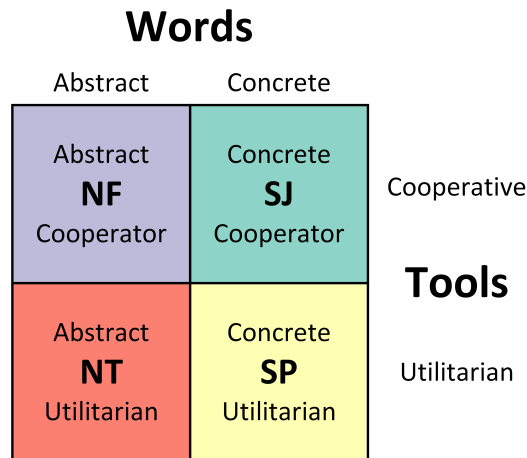 Words
Abstract
Concrete
Abstract
NF
Cooperator
Concrete
SJ
Cooperator
Cooperative
Tools
Abstract
NT
Utilitarian
Concrete
SP
Utilitarian
Utilitarian